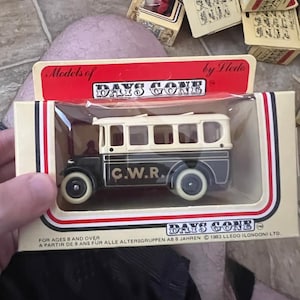 Models of
by Lledo
DAYS GONE
G.W.R.
DAYS GONE
FOR AGES 8 AND OVER
A PARTIR DE 8 ANS FUR ALLE ALTERSGRUPPEN AB 8 JAHREN © 1983 LLEDO (LONDON) LTD.